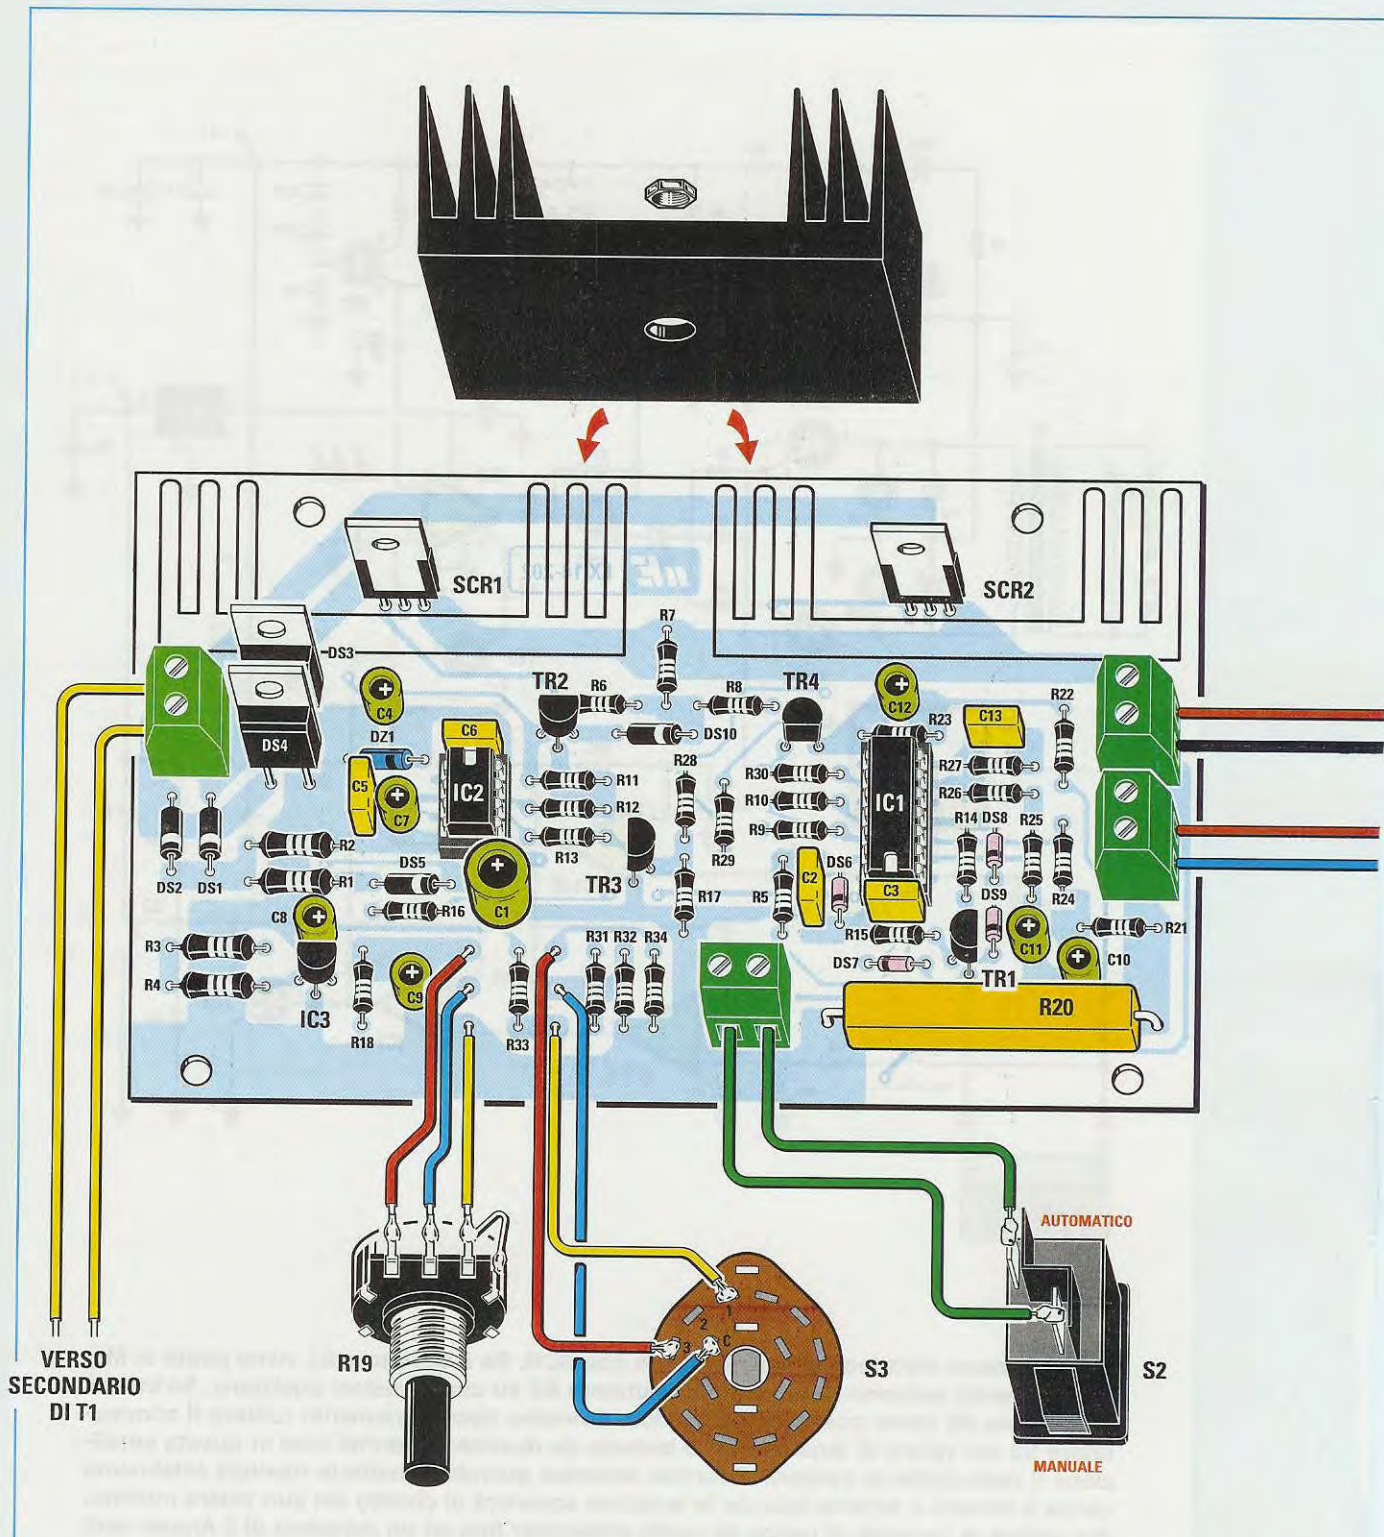 SCR1
SCR2
R7
DS3
TR2
R6
R8
TR4
R22
C4
C12
R23
C13
DS4
DZ1
C6
DS10
R28
R30
R27
R11
C5
IC2
R12
R10
IC1
R26
C7
R14
DS8
R25
R2
R13
R9
R29
DS5
TR3
DS6
DS2
DS1
R1
R17
R5
C2
C3
DS9
R24
R16
C1
C8
C11
R21
R3
R31
R32
R34
R15
C10
R4
C9
DS7
TR1
IC3
R18
R33
R20
AUTOMATICO
1
2
3
C
VERSO
SECONDARIO
DI T1
R19
S3
S2
MANUALE